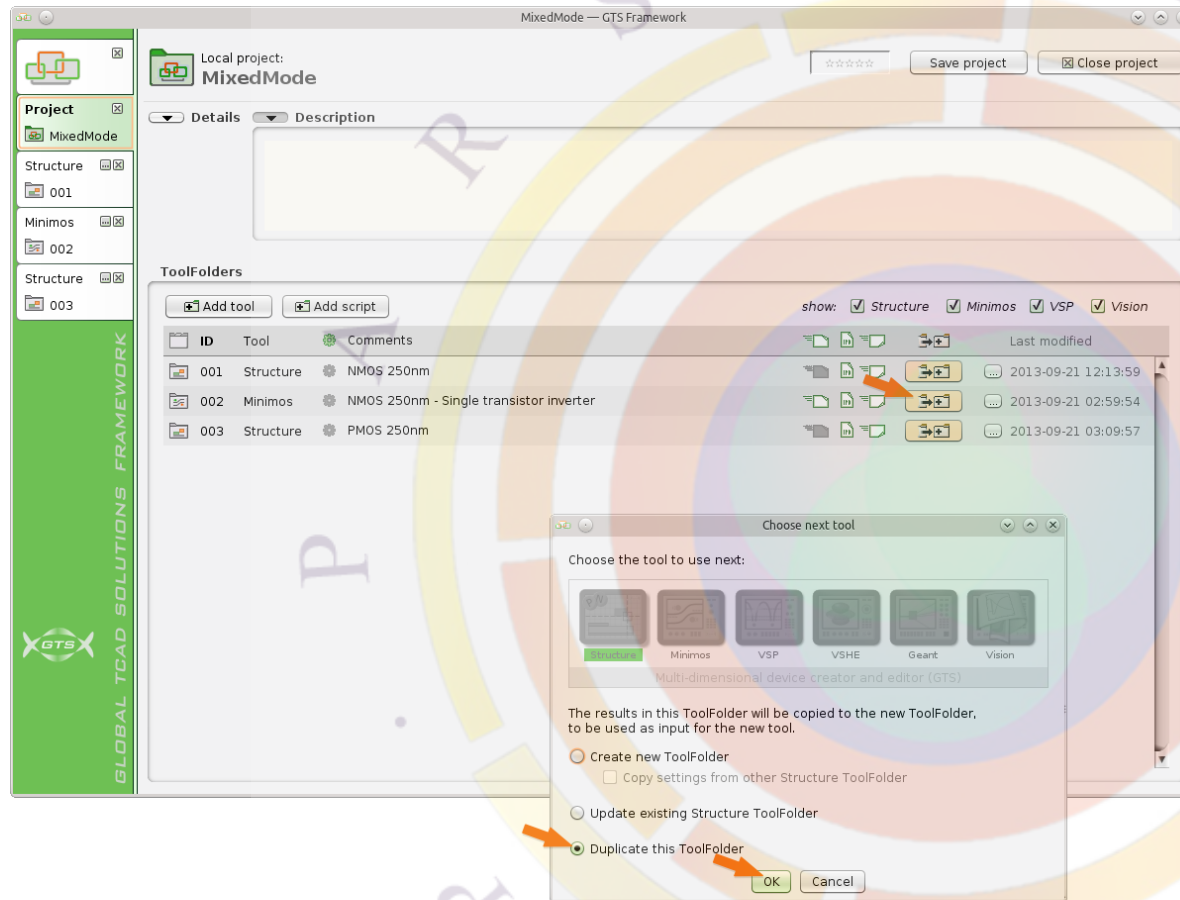 MixedMode — GTS Framework
Local project:
MixedMode
☆☆☆☆☆
Save project
Close project
Project
MixedMode
Structure
001
Minimos
002
Structure
003
Details
Description
ToolFolders
Add tool
Add script
show: Structure Minimos VSP Vision
ID Tool Comments Last modified
001 Structure NMOS 250nm ... 2013-09-21 12:13:59
002 Minimos NMOS 250nm - Single transistor inverter ... 2013-09-21 02:59:54
003 Structure PMOS 250nm ... 2013-09-21 03:09:57
GLOBAL TCAD SOLUTIONS FRAMEWORK
GTS
Choose next tool
Choose the tool to use next:
Structure Minimos VSP VSHE Geant Vision
Multi-dimensional device creator and editor (GTS)
The results in this ToolFolder will be copied to the new ToolFolder,
to be used as input for the new tool.
Create new ToolFolder
Copy settings from other Structure ToolFolder
Update existing Structure ToolFolder
Duplicate this ToolFolder
OK Cancel
P . A R S
R